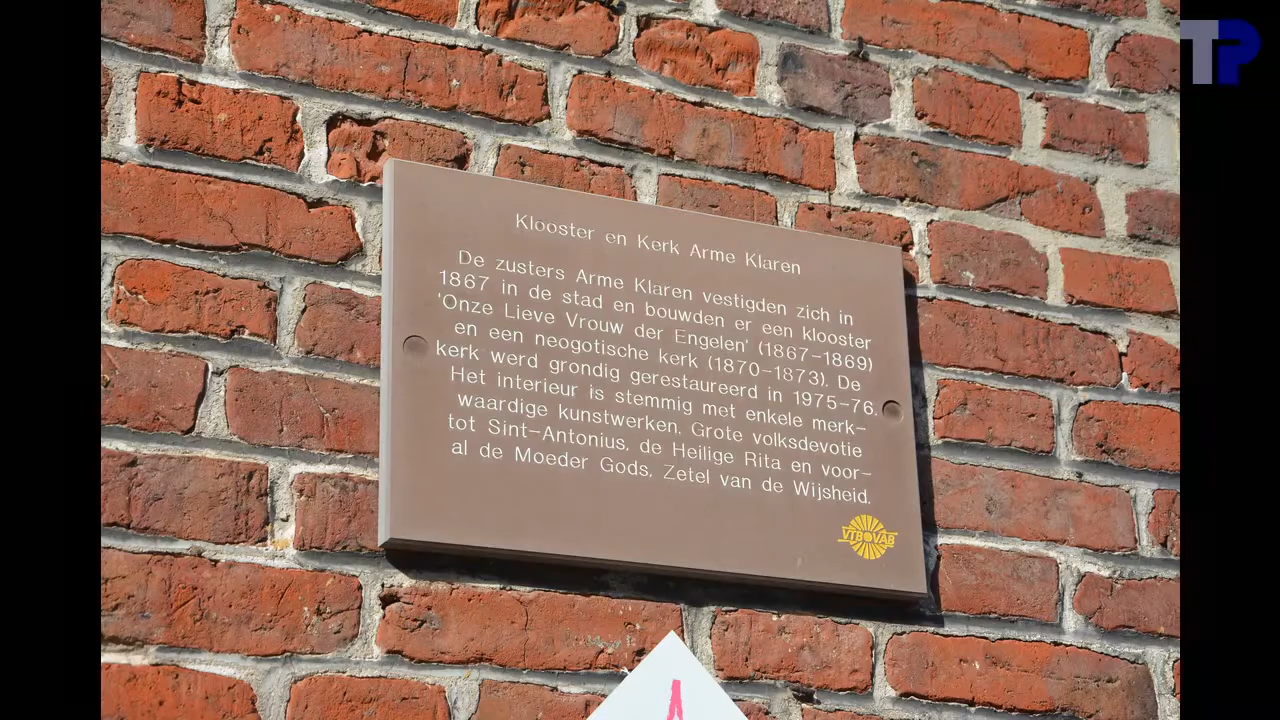 TP
Klooster en Kerk Arme Klaren
De zusters Arme Klaren vestigden zich in
1867 in de stad en bouwden er een klooster
'Onze Lieve Vrouw der Engelen' (1867-1869)
en een neogotische kerk (1870-1873). De
kerk werd grondig gerestaureerd in 1975-76.
Het interieur is stemmig met enkele merk-
waardige kunstwerken. Grote volksdevotie
tot Sint-Antonius, de Heilige Rita en voor-
al de Moeder Gods, Zetel van de Wijsheid.
VTB VAB